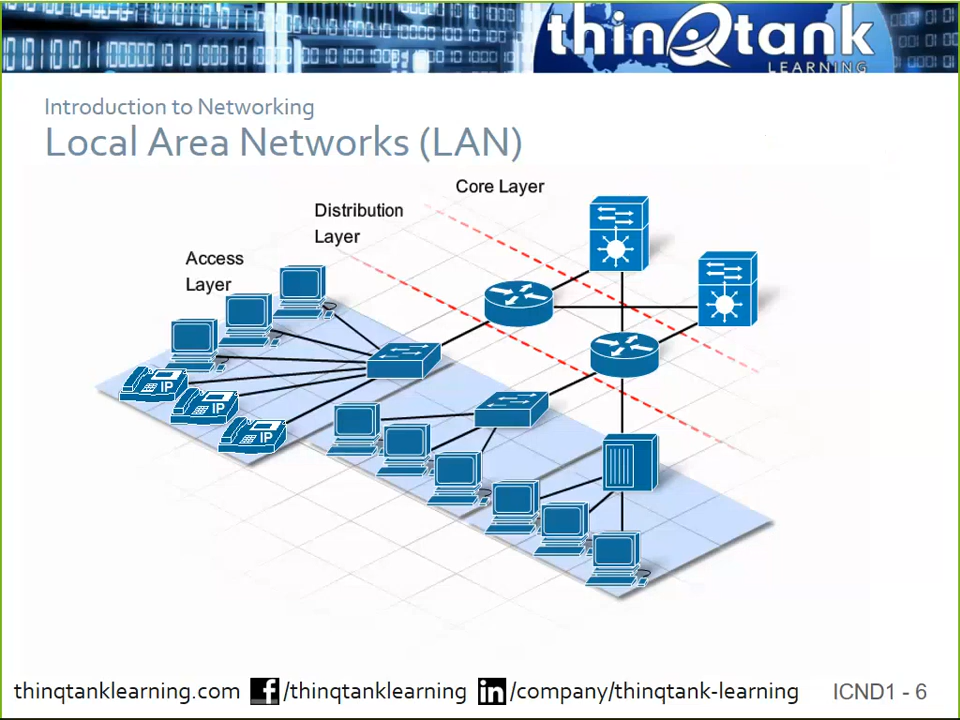 thinQtank
LEARNING
Introduction to Networking
Local Area Networks (LAN)
Core Layer
Distribution
Layer
Access
Layer
IP
IP
IP
thinqtanklearning.com /thinqtanklearning /company/thinqtank-learning ICND1 - 6